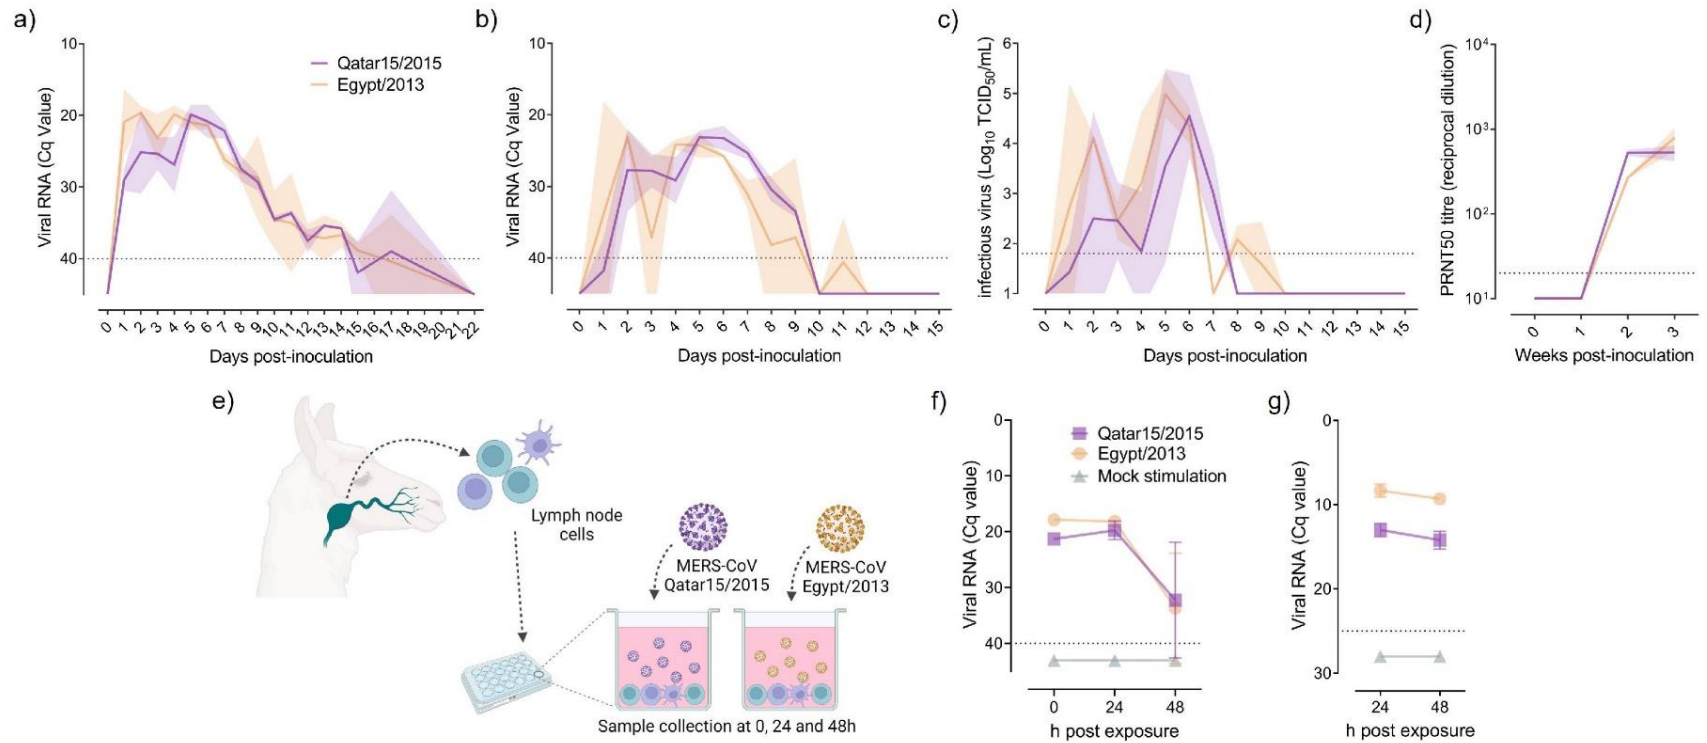 a)
10
20
30
40
Viral RNA (Cq Value)
Qatar15/2015
Egypt/2013
0 1 2 3 4 5 6 7 8 9 10 11 12 13 14 15 16 17 18 19 20 21 22
Days post-inoculation
b)
10
20
30
40
Viral RNA (Cq Value)
0 1 2 3 4 5 6 7 8 9 10 11 12 13 14 15
Days post-inoculation
c)
6
5
4
3
2
1
infectious virus (Log10 TCID50/mL)
0 1 2 3 4 5 6 7 8 9 10 11 12 13 14 15
Days post-inoculation
d)
10⁴
10³
10²
10¹
PRNT50 titre (reciprocal dilution)
0 1 2 3
Weeks post-inoculation
e)
Lymph node
cells
MERS-CoV
Qatar15/2015
MERS-CoV
Egypt/2013
Sample collection at 0, 24 and 48h
f)
0
10
20
30
40
Viral RNA (Cq value)
Qatar15/2015
Egypt/2013
Mock stimulation
0 24 48
h post exposure
g)
0
10
20
30
Viral RNA (Cq value)
24 48
h post exposure